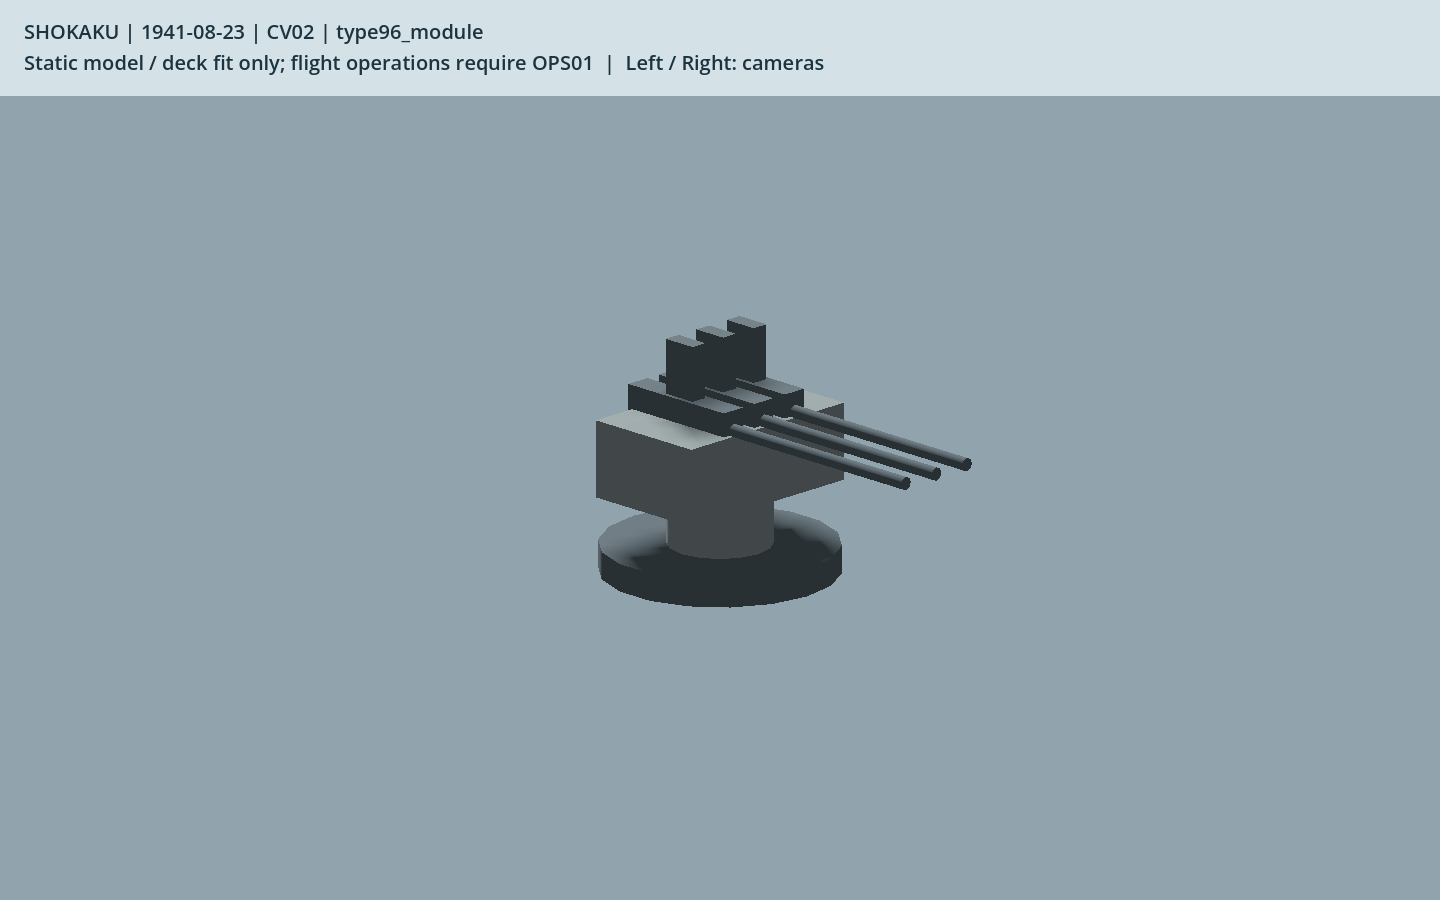 SHOKAKU | 1941-08-23 | CV02 | type96_module
Static model / deck fit only; flight operations require OPS01 | Left / Right: cameras